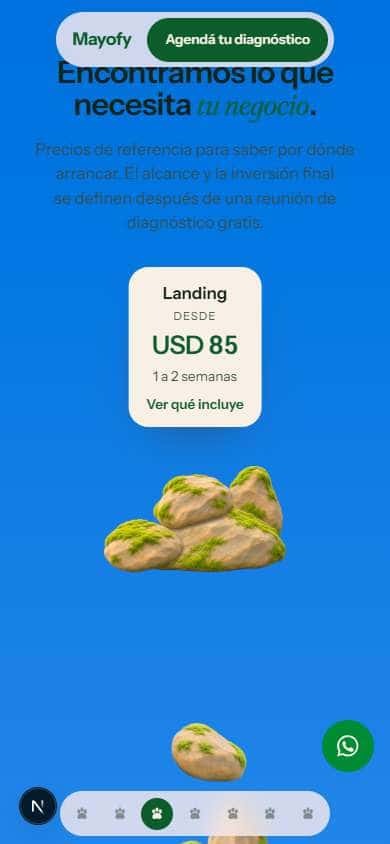 Mayofy
Agendá tu diagnóstico
Encontramos lo que
necesita tu negocio.
Precios de referencia para saber por dónde
arrancar. El alcance y la inversión final
se definen después de una reunión de
diagnóstico gratis.
Landing
DESDE
USD 85
1 a 2 semanas
Ver qué incluye
N